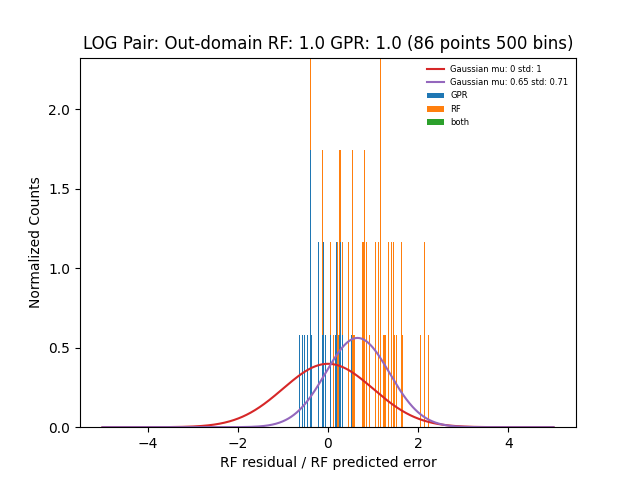 LOG Pair: Out-domain RF: 1.0 GPR: 1.0 (86 points 500 bins)
Gaussian mu: 0 std: 1
Gaussian mu: 0.65 std: 0.71
GPR
RF
both
Normalized Counts
2.0
1.5
1.0
0.5
0.0
−4
−2
0
2
4
RF residual / RF predicted error